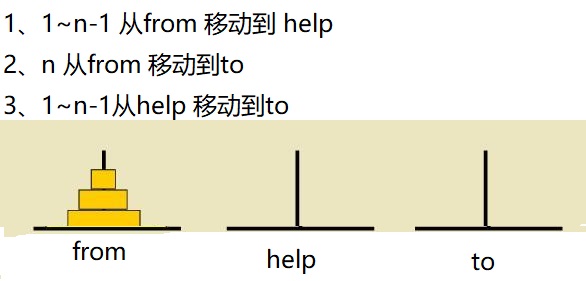 1、1~n-1 从from 移动到 help
2、n 从from 移动到to
3、1~n-1从help 移动到to
from
help
to